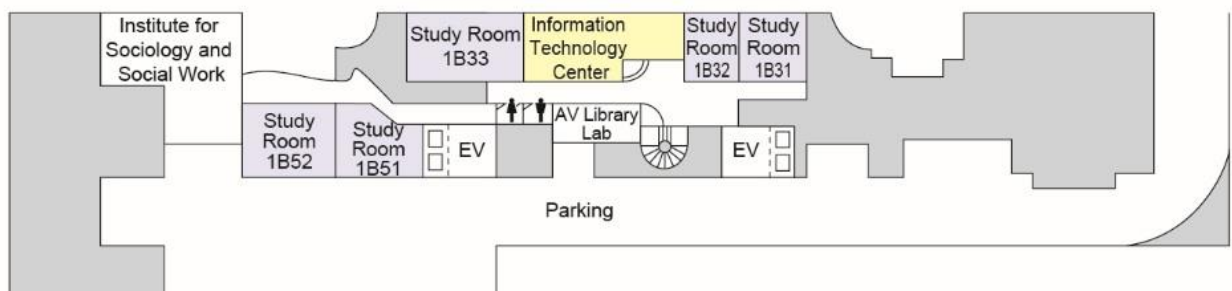 Institute for
Sociology and
Social Work
Study Room
1B33
Information
Technology
Center
Study
Room
1B32
Study
Room
1B31
Study
Room
1B52
Study
Room
1B51
EV
AV Library
Lab
EV
Parking